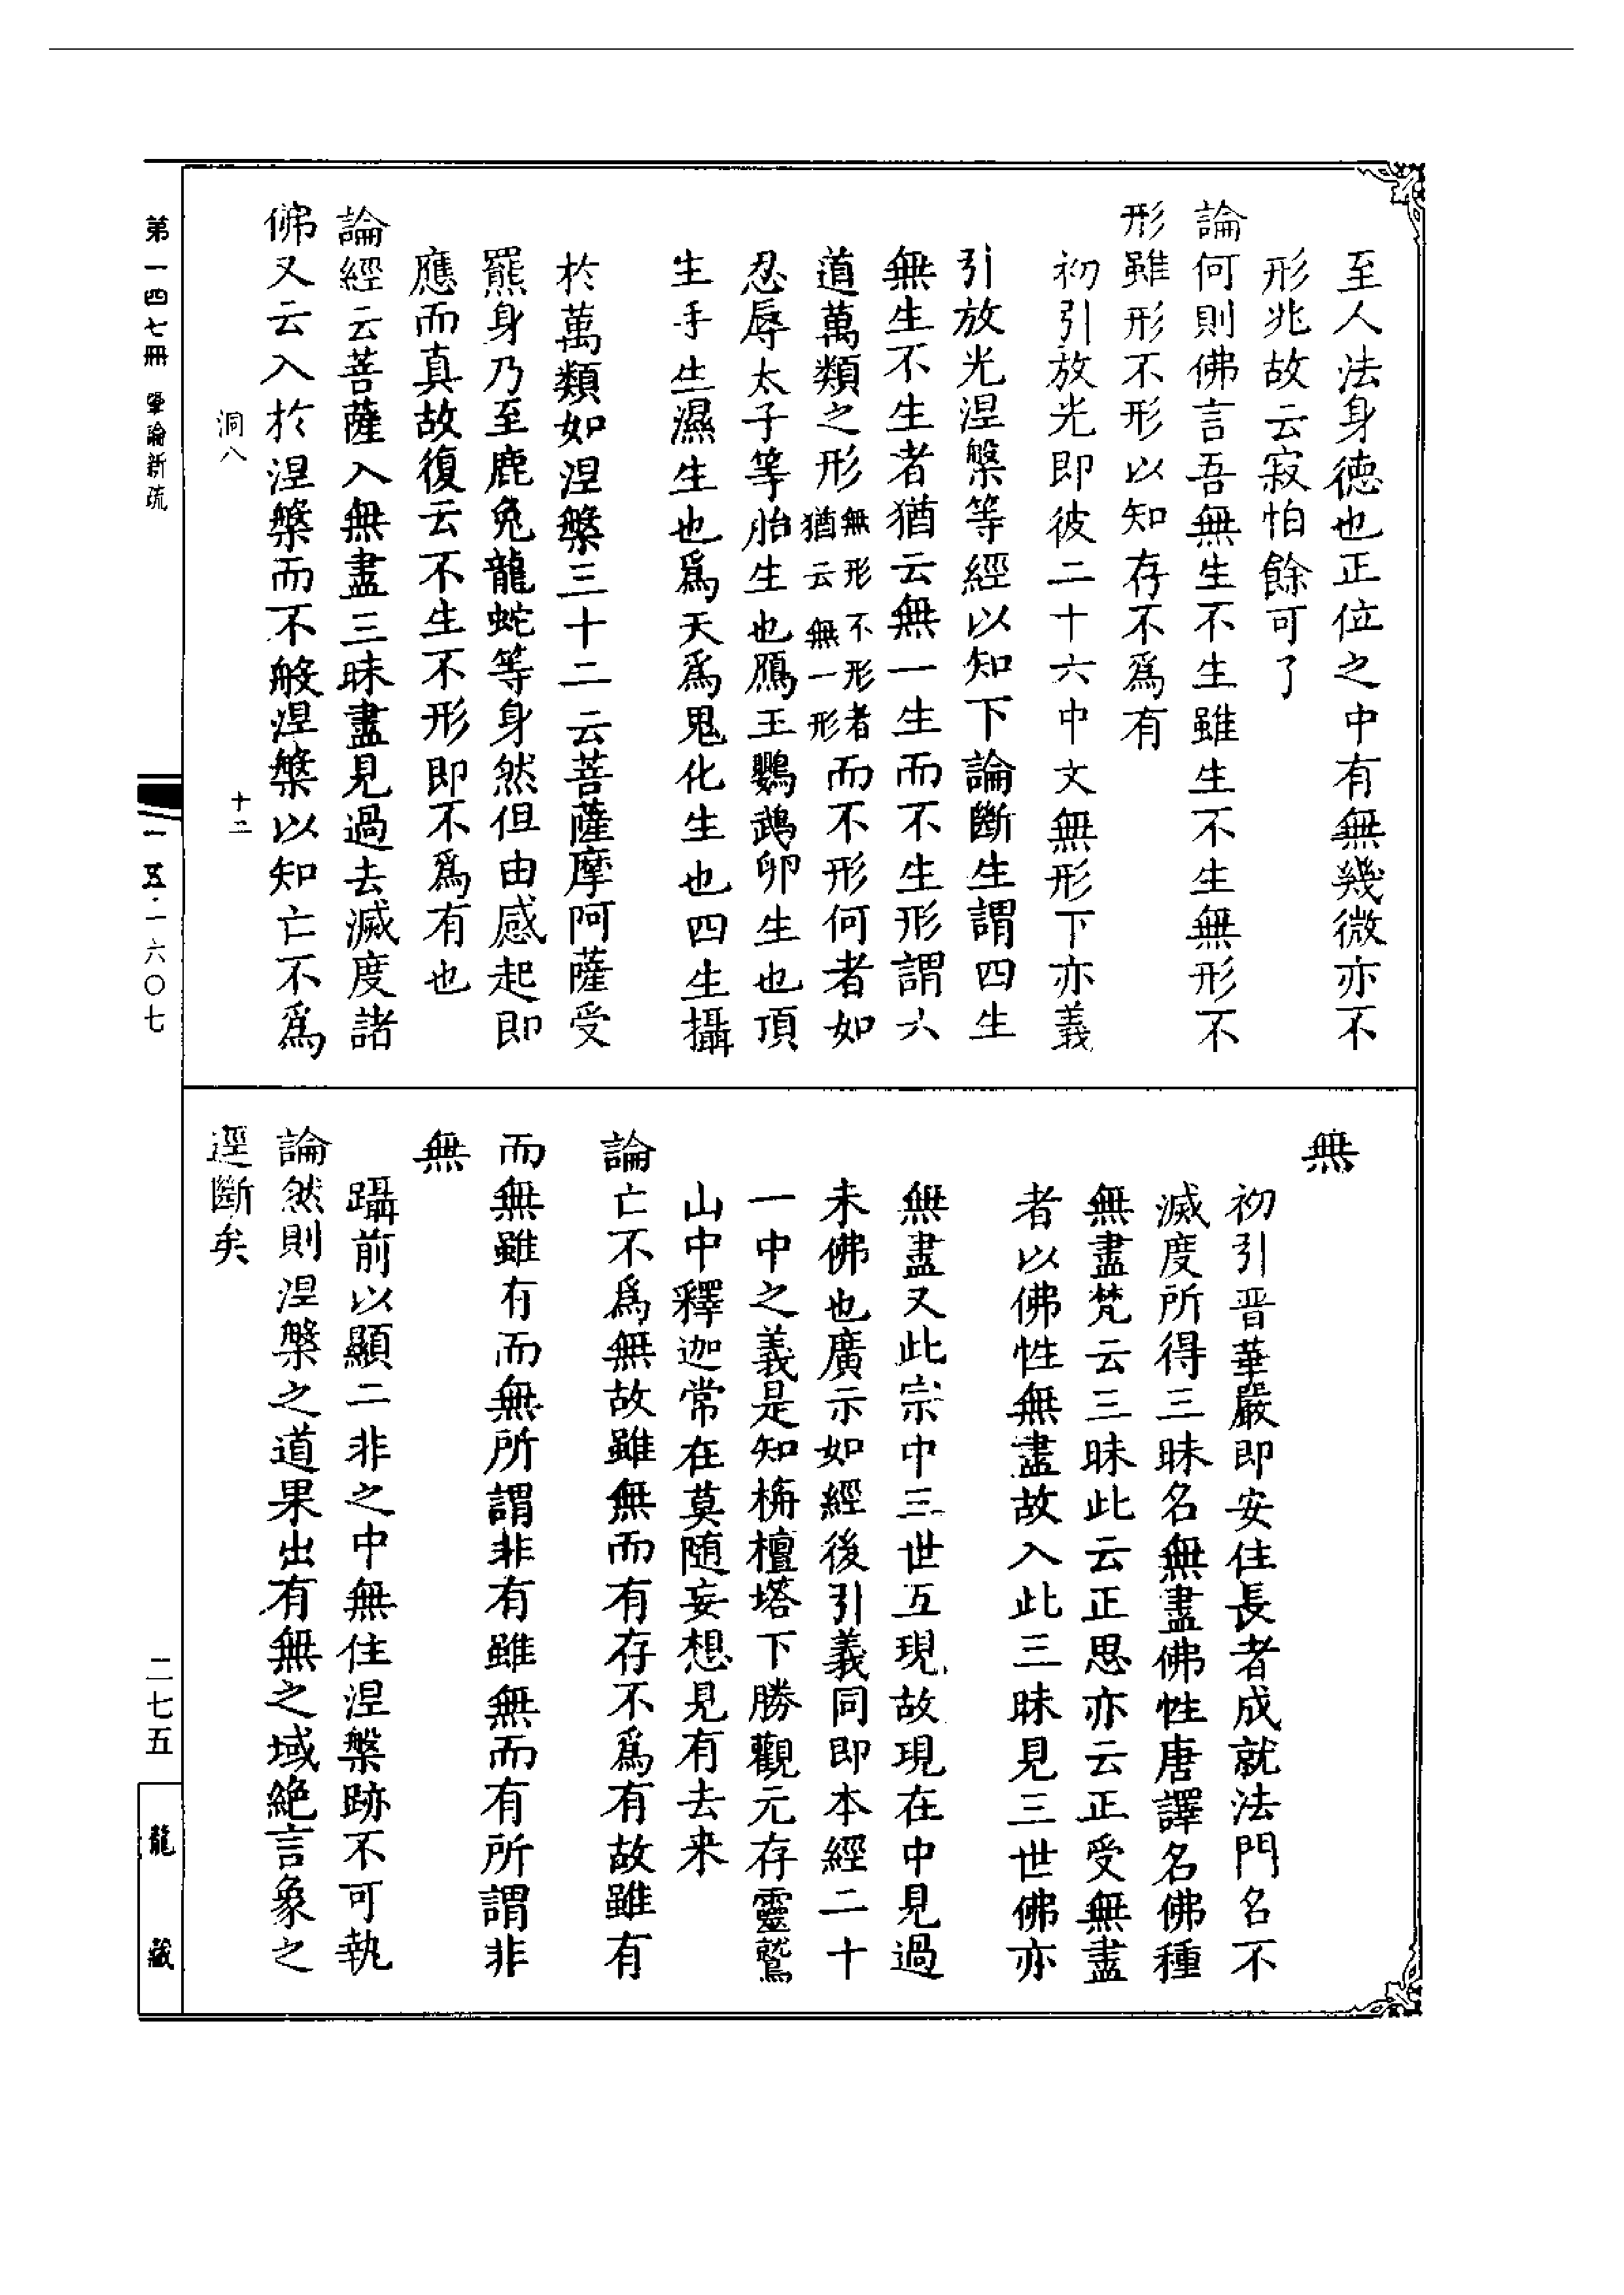 至人法身德也正位之中有無幾微亦不
形兆故云寂怕餘可了
論何則佛言吾無生不生雖生不生無形不
形雖形不形以知存不為有
初引放光即彼二十六中文無形下亦義
引放光涅槃等經以知下論斷生謂四生
無生不生者猶云無一生而不生形謂六
道萬類之形無形不形者猶云無一形而不形何者如
忍辱太子等胎生也鴈王鸚鵡卵生也頂
生手生濕生也為天為鬼化生也四生攝
於萬類如涅槃三十二云菩薩摩訶薩受
羆身乃至鹿兔龍蛇等身然但由感起即
應而真故復云不生不形即不為有也
論經云菩薩入無盡三昧盡見過去滅度諸
佛又云入於涅槃而不般涅槃以知亡不為
洞八
十二
無
初引晉華嚴即安住長者成就法門名不
滅度所得三昧名無盡佛性唐譯名佛種
無盡梵云三昧此云正思亦云正受無盡
者以佛性無盡故入此三昧見三世佛亦
無盡又此宗中三世互現故現在中見過
未佛也廣示如經後引義同即本經二十
一中之義是知栴檀塔下勝觀元存靈鷲
山中釋迦常在莫隨妄想見有去来
論亡不為無故雖無而有存不為有故雖有
而無雖有而無所謂非有雖無而有所謂非
無
躡前以顯二非之中無住涅槃跡不可執
論然則涅槃之道果出有無之域絕言象之
逕斷矣
第一四七冊 肇論新疏
一五·一六〇七
二七五
龍藏